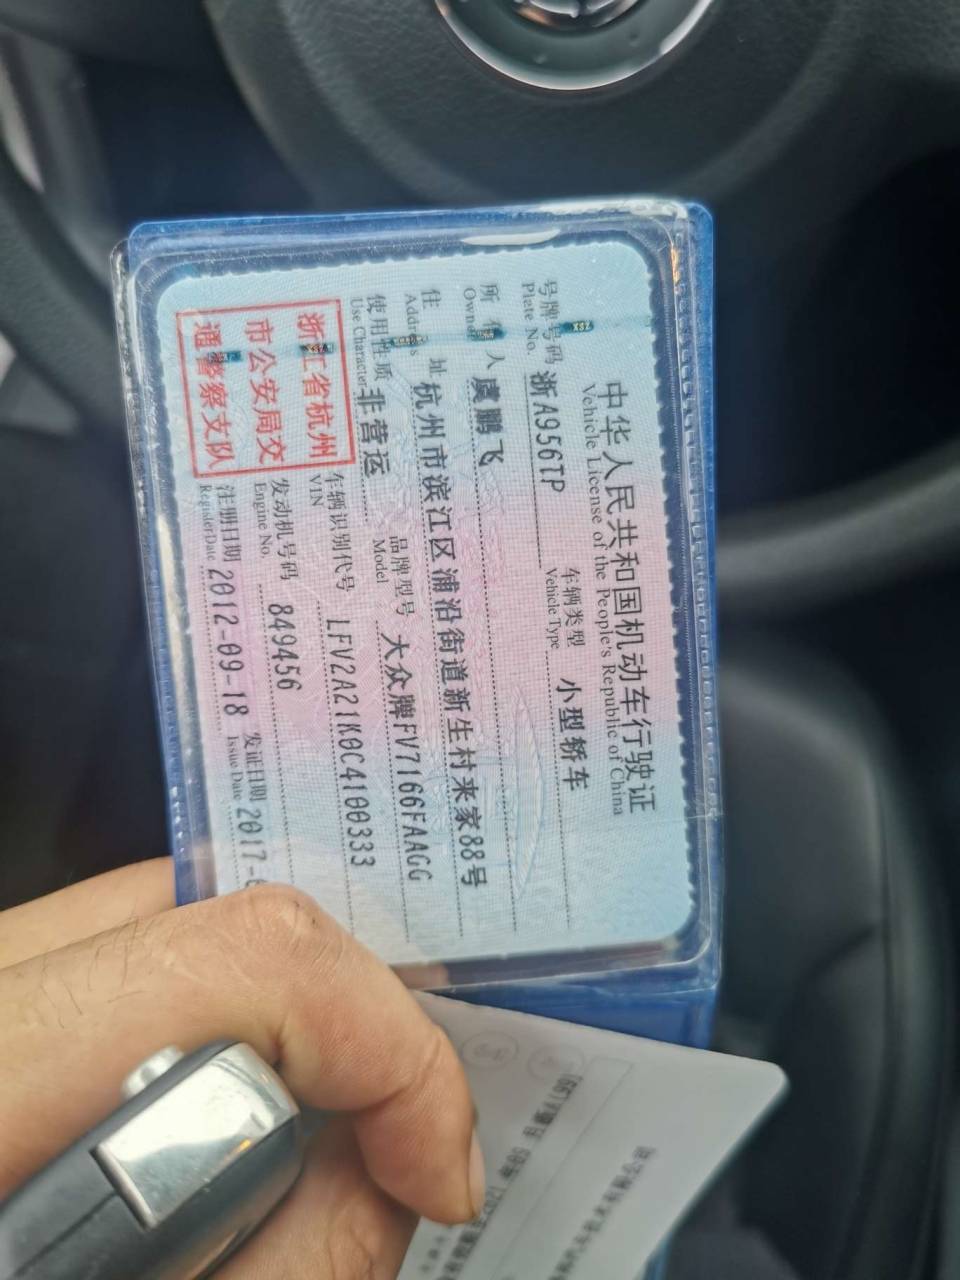 中华人民共和国机动车行驶证
Vehicle License of the People's Republic of China
号牌号码 浙A956TP 车辆类型 小型轿车
Plate No. Vehicle Type
所有人 虞鹏飞
Owner
住址 杭州市滨江区浦沿街道新生村来家88号
Address
使用性质 非营运 品牌型号 大众牌FV7166FAAGG
Use Character Model
浙江省杭州
市公安局交
通警察支队
车辆识别代号 LFV2A21K0C4100333
VIN
发动机号码 849456
Engine No.
注册日期 2012-09-18 发证日期 2017-
Register Date Issue Date